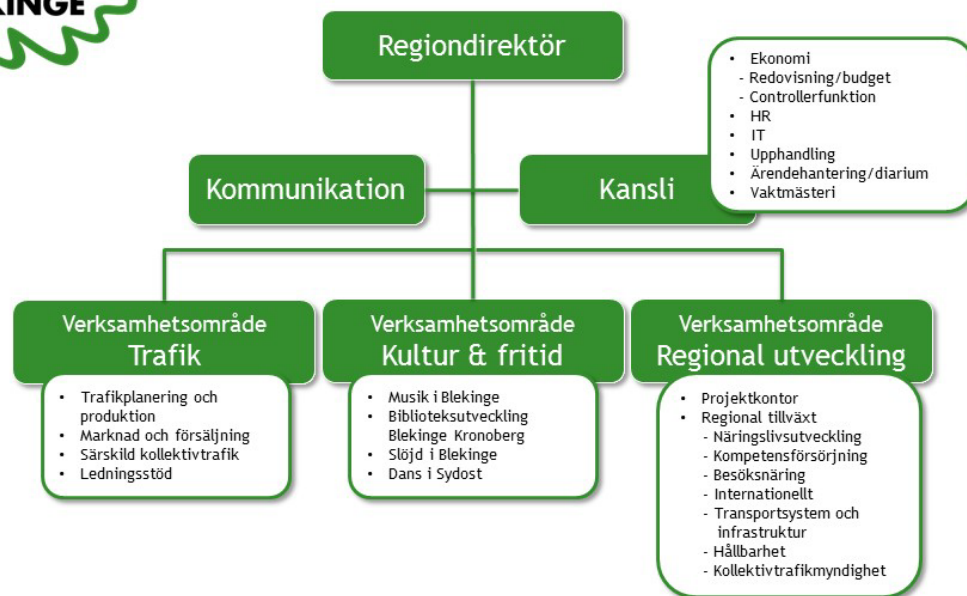 Regiondirektör
• Ekonomi
- Redovisning/budget
- Controllerfunktion
• HR
• IT
• Upphandling
• Ärendehantering/diarium
• Vaktmästeri
Kommunikation
Kansli
Verksamhetsområde
Trafik
• Trafikplanering och
produktion
• Marknad och försäljning
• Särskild kollektivtrafik
• Ledningsstöd
Verksamhetsområde
Kultur & fritid
• Musik i Blekinge
• Biblioteksutveckling
Blekinge Kronoberg
• Slöjd i Blekinge
• Dans i Sydost
Verksamhetsområde
Regional utveckling
• Projektkontor
• Regional tillväxt
- Näringslivsutveckling
- Kompetensförsörjning
- Besöksnäring
- Internationellt
- Transportsystem och
infrastruktur
- Hållbarhet
- Kollektivtrafikmyndighet